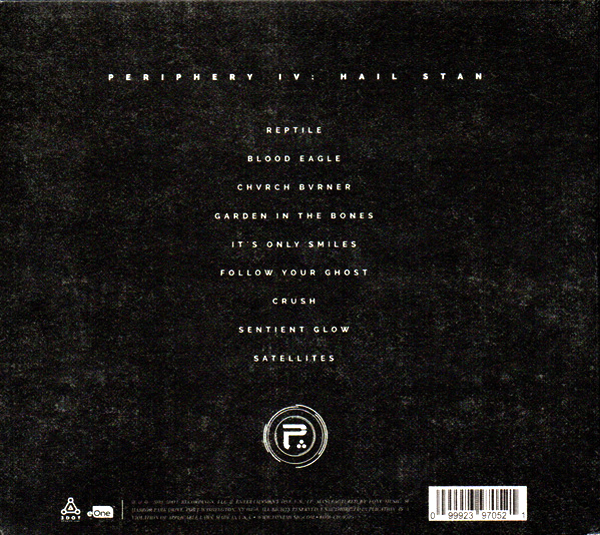 PERIPHERY IV: HAIL STAN
REPTILE
BLOOD EAGLE
CHVRCH BVRNER
GARDEN IN THE BONES
IT'S ONLY SMILES
FOLLOW YOUR GHOST
CRUSH
SENTIENT GLOW
SATELLITES
P
3DOT
eOne
0 99923 97052 1